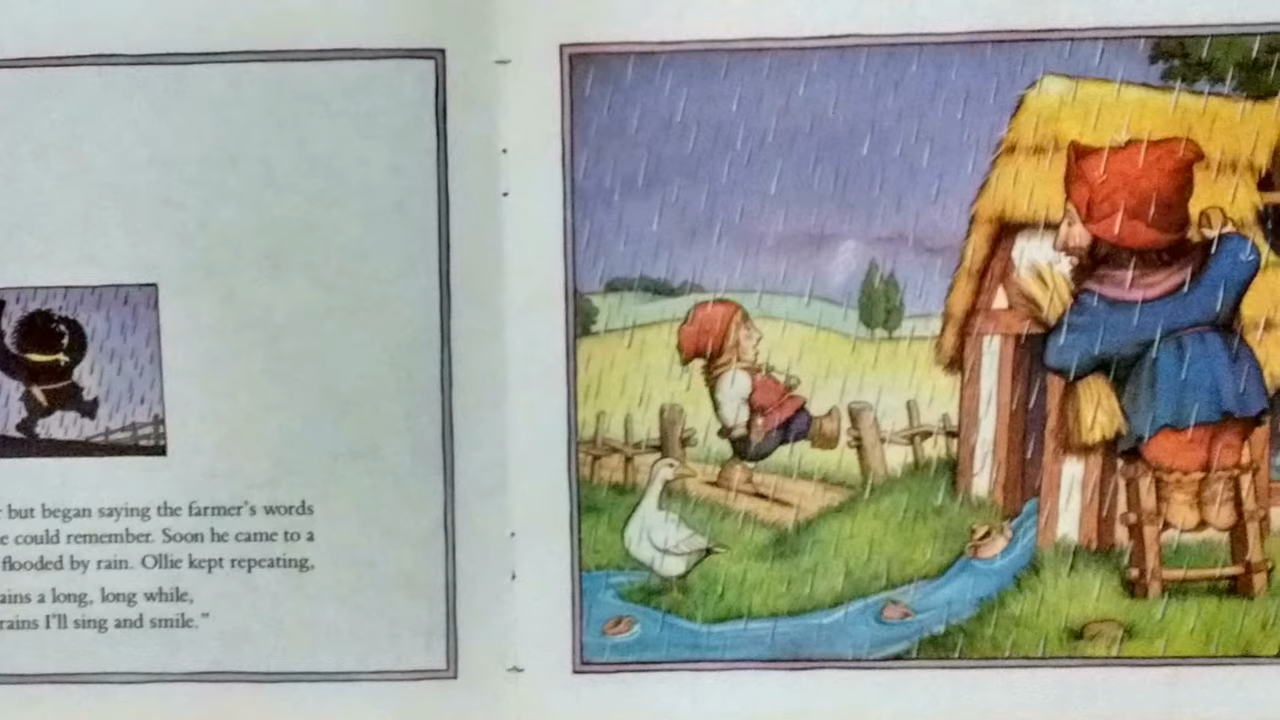 but began saying the farmer's words
e could remember. Soon he came to a
flooded by rain. Ollie kept repeating,
ains a long, long while,
rains I'll sing and smile."